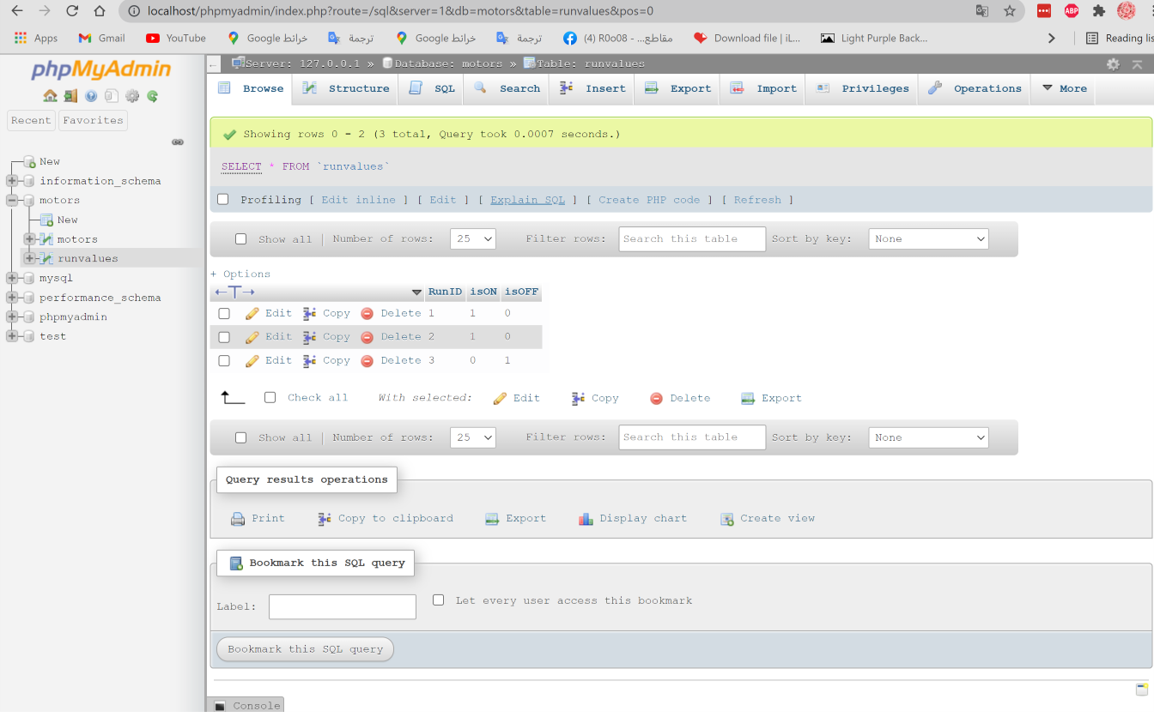 localhost/phpmyadmin/index.php?route=/sql&server=1&db=motors&table=runvalues&pos=0
ABP
Apps Gmail YouTube خرائط Google ترجمة خرائط Google ترجمة (4) R0o08 - ...مقاطع Download file | iL... Light Purple Back... Reading lis
phpMyAdmin
Recent Favorites
New
information_schema
motors
New
motors
runvalues
mysql
performance_schema
phpmyadmin
test
Server: 127.0.0.1 » Database: motors » Table: runvalues
Browse Structure SQL Search Insert Export Import Privileges Operations More
Showing rows 0 - 2 (3 total, Query took 0.0007 seconds.)
SELECT * FROM `runvalues`
Profiling [ Edit inline ] [ Edit ] [ Explain SQL ] [ Create PHP code ] [ Refresh ]
Show all | Number of rows: 25 Filter rows: Search this table Sort by key: None
+ Options
←T→ RunID isON isOFF
Edit Copy Delete 1 1 0
Edit Copy Delete 2 1 0
Edit Copy Delete 3 0 1
Check all With selected: Edit Copy Delete Export
Show all | Number of rows: 25 Filter rows: Search this table Sort by key: None
Query results operations
Print Copy to clipboard Export Display chart Create view
Bookmark this SQL query
Label: Let every user access this bookmark
Bookmark this SQL query
Console